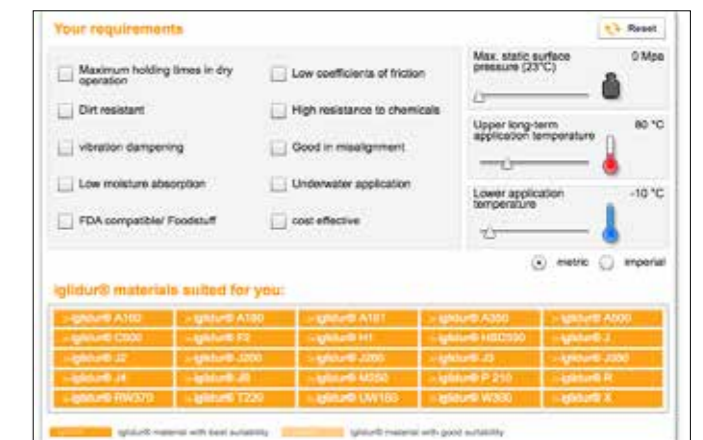 Your requirements
Reset
Maximum holding times in dry operation
Low coefficients of friction
Dirt resistant
High resistance to chemicals
vibration dampening
Good in misalignment
Low moisture absorption
Underwater application
FDA compatible/ Foodstuff
cost effective
Max. static surface pressure (23°C)
0 Mpa
Upper long-term application temperature
80 °C
Lower application temperature
-10 °C
metric
imperial
iglidur® materials suited for you:
iglidur® A160 iglidur® A180 iglidur® A181 iglidur® A350 iglidur® A500
iglidur® C500 iglidur® F2 iglidur® H1 iglidur® J
iglidur® J2 iglidur® J200 iglidur® J260 iglidur® J3 iglidur® J350
iglidur® J4 iglidur® M250 iglidur® P 210 iglidur® R
iglidur® RW370 iglidur® T220 iglidur® UW160 iglidur® W300 iglidur® X
iglidur® material with best suitability
iglidur® material with good suitability